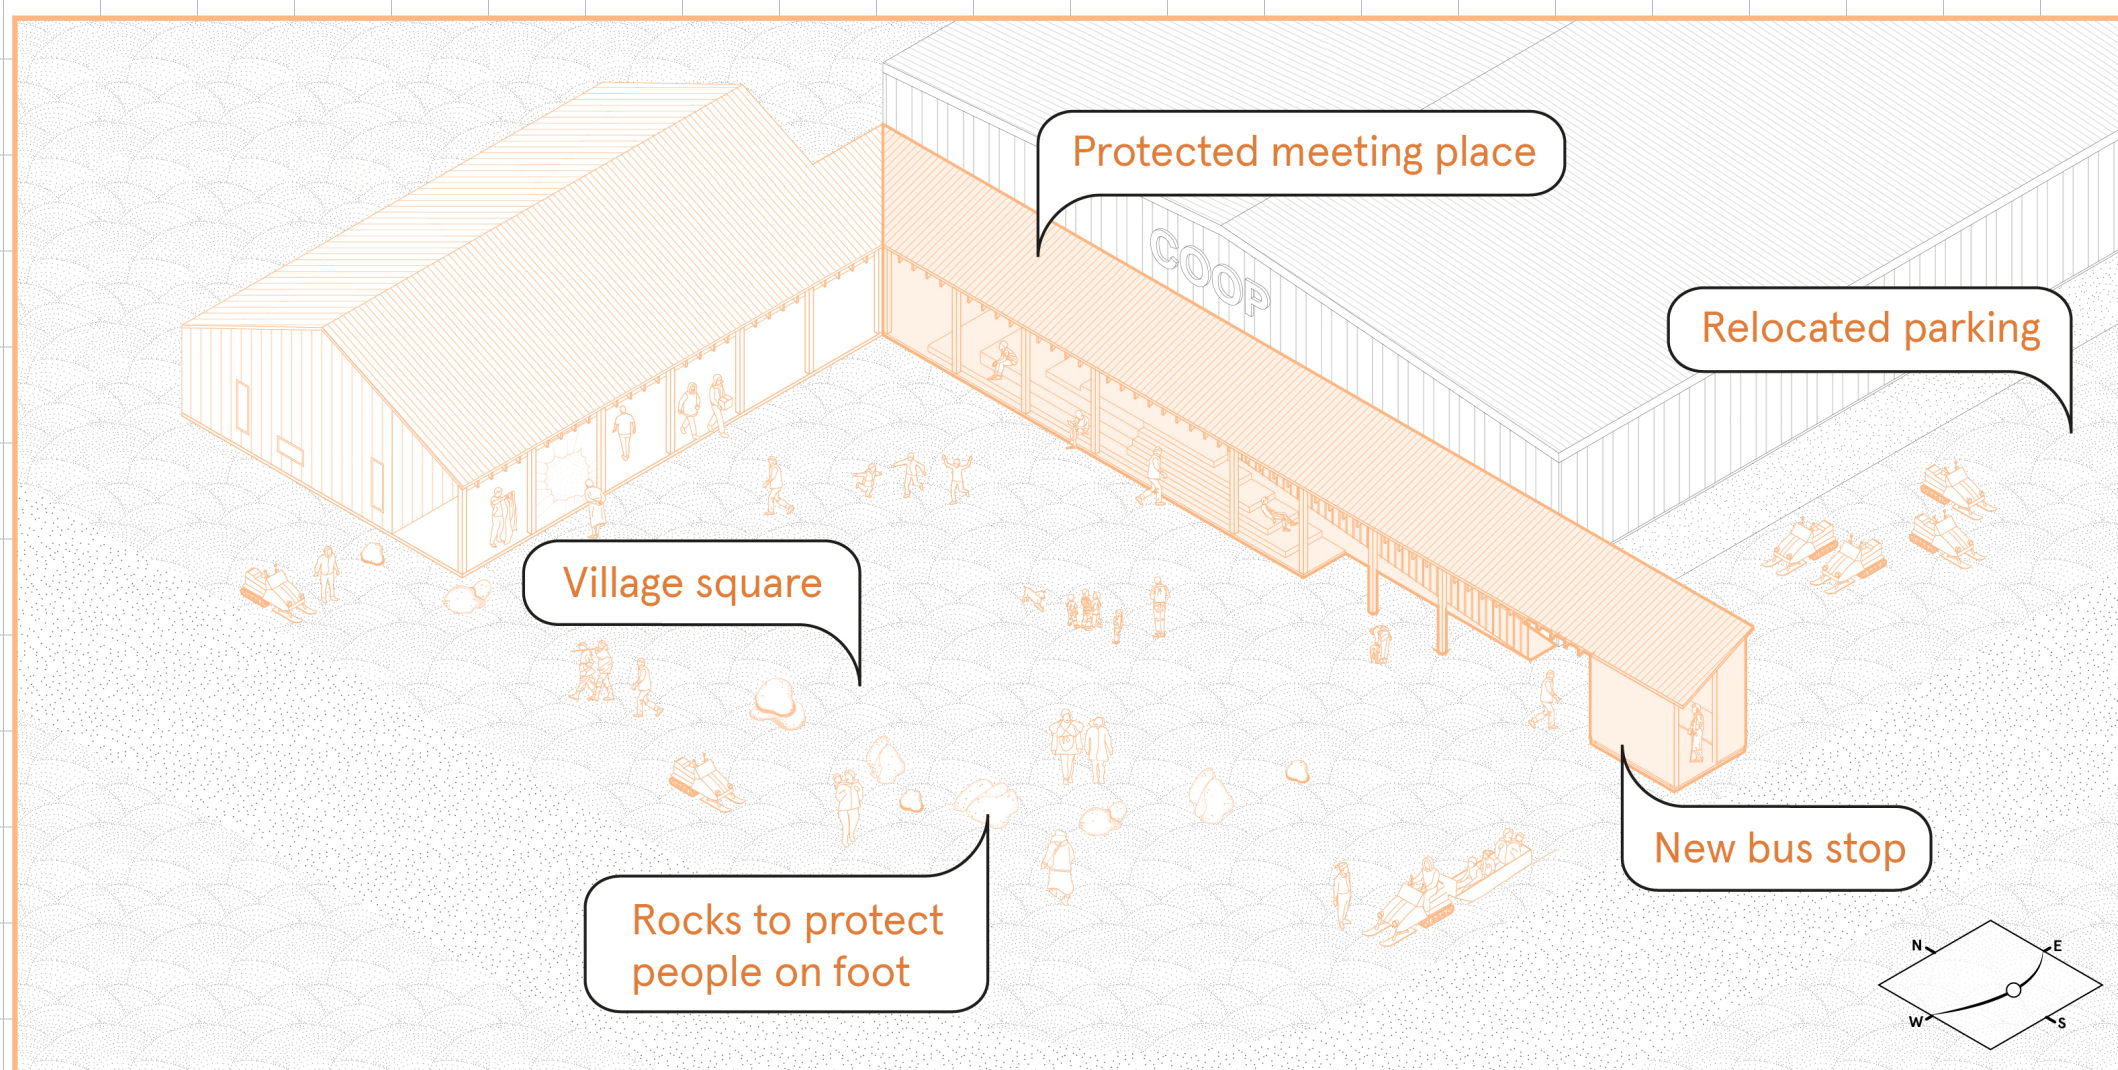 Protected meeting place
COOP
Relocated parking
Village square
New bus stop
Rocks to protect
people on foot
N
E
W
S